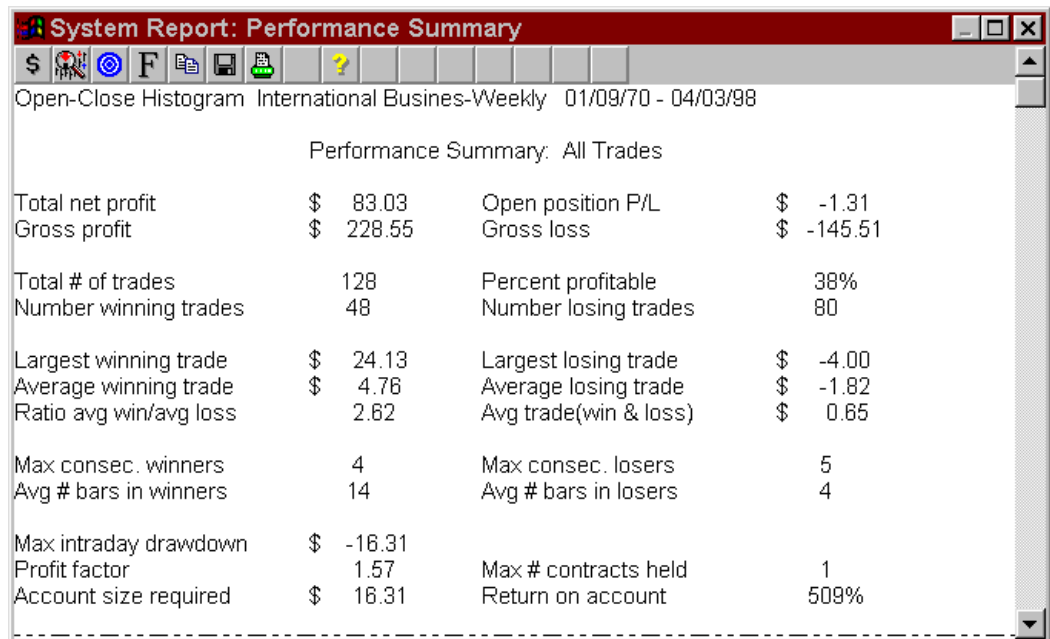 System Report: Performance Summary
$ F ?
Open-Close Histogram International Busines-Weekly 01/09/70 - 04/03/98
Performance Summary: All Trades
Total net profit $ 83.03 Open position P/L $ -1.31
Gross profit $ 228.55 Gross loss $ -145.51
Total # of trades 128 Percent profitable 38%
Number winning trades 48 Number losing trades 80
Largest winning trade $ 24.13 Largest losing trade $ -4.00
Average winning trade $ 4.76 Average losing trade $ -1.82
Ratio avg win/avg loss 2.62 Avg trade(win & loss) $ 0.65
Max consec. winners 4 Max consec. losers 5
Avg # bars in winners 14 Avg # bars in losers 4
Max intraday drawdown $ -16.31
Profit factor 1.57 Max # contracts held 1
Account size required $ 16.31 Return on account 509%